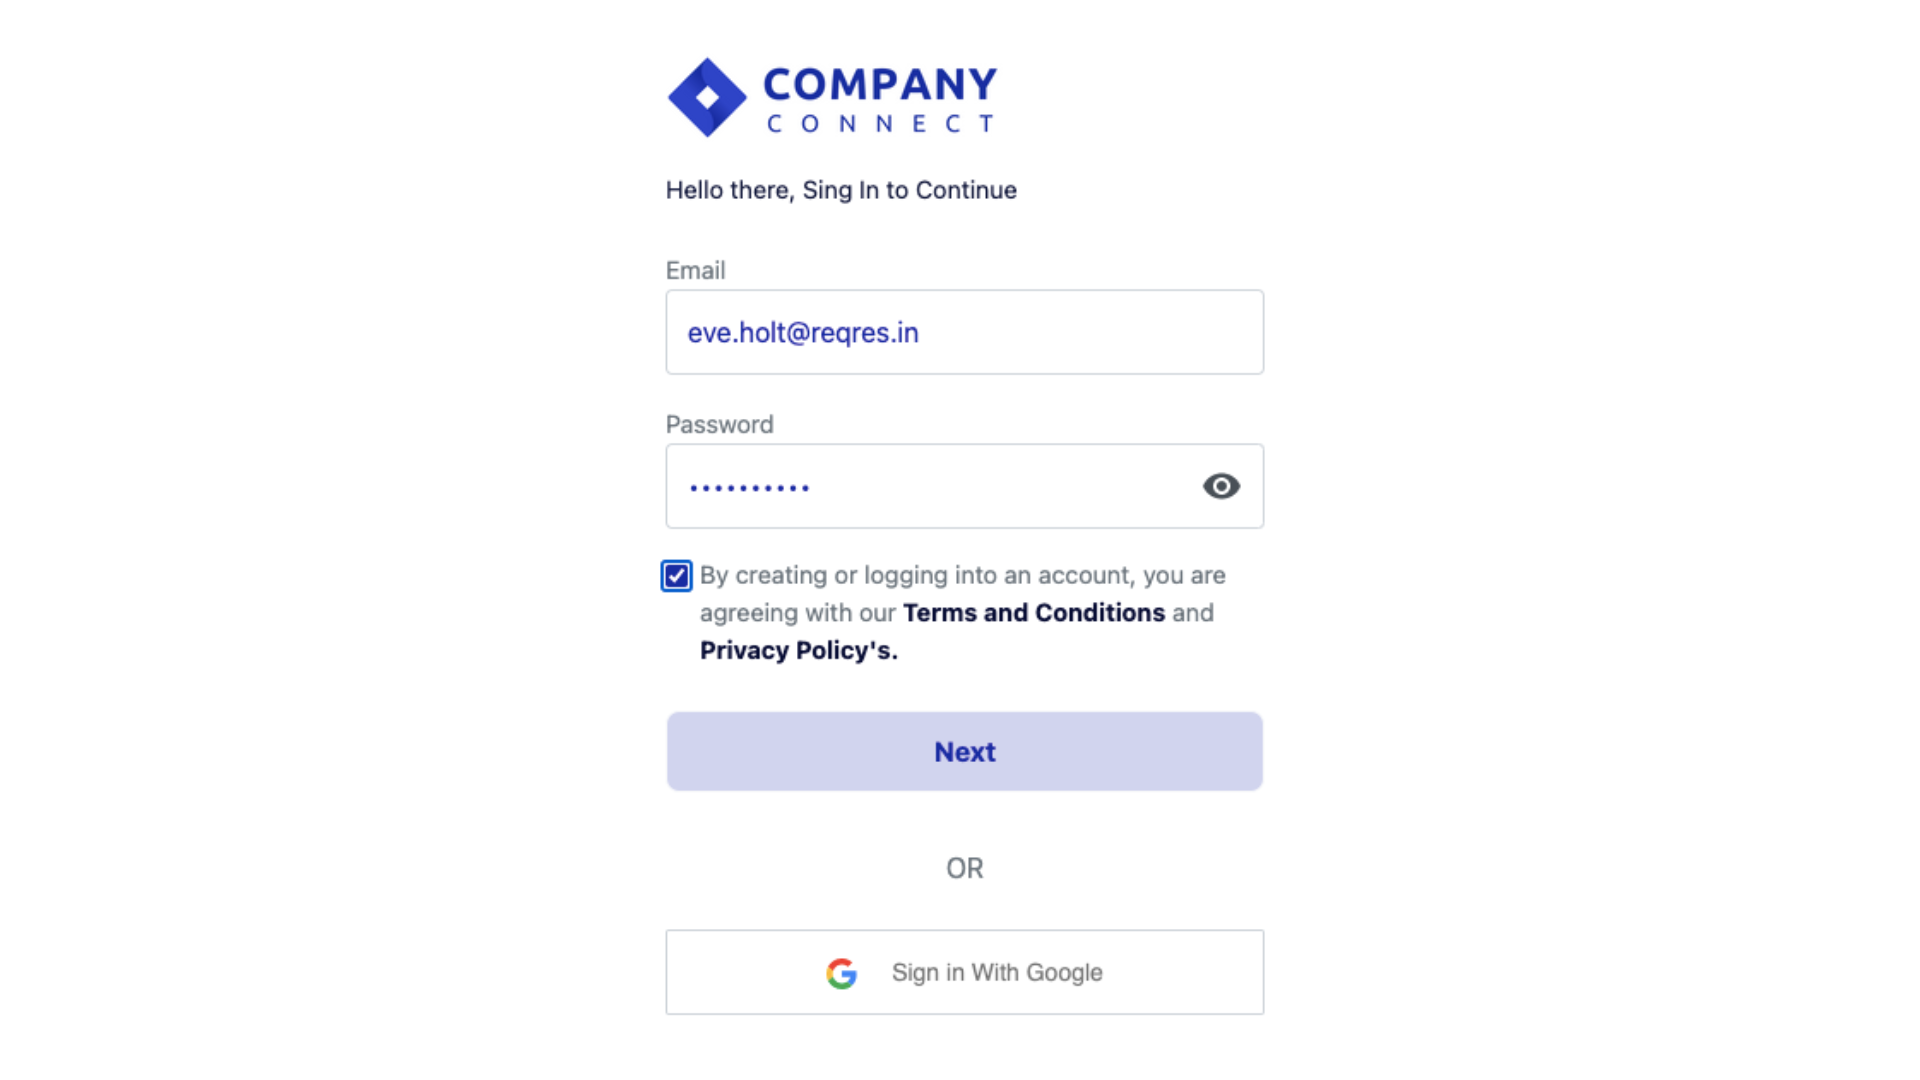 COMPANY
CONNECT
Hello there, Sing In to Continue
Email
eve.holt@reqres.in
Password
••••••••••
By creating or logging into an account, you are
agreeing with our Terms and Conditions and
Privacy Policy's.
Next
OR
Sign in With Google